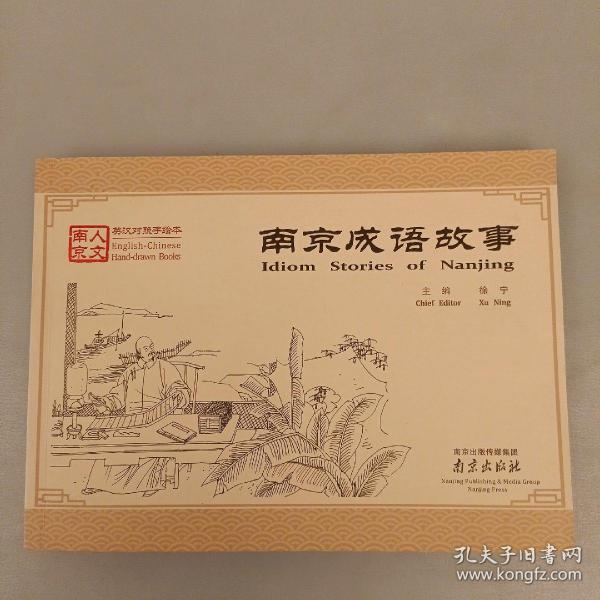 人文南京
英汉对照手绘本
English-Chinese
Hand-drawn Books
南京成语故事
Idiom Stories of Nanjing
主编 徐宁
Chief Editor Xu Ning
南京出版传媒集团
南京出版社
Nanjing Publishing & Media Group
Nanjing Press
孔夫子旧书网
www.kongfz.com